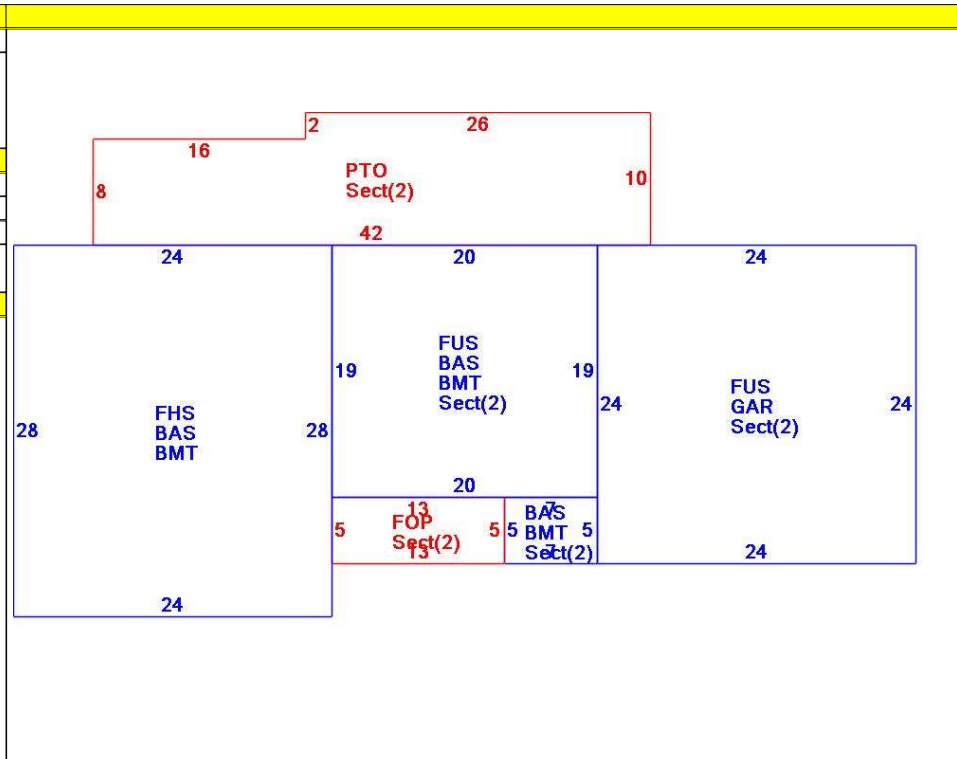 2
26
16
PTO
Sect(2)
8
10
42
24
20
24
FUS
BAS
BMT
Sect(2)
19
19
FUS
GAR
Sect(2)
24
24
FHS
BAS
BMT
28
28
20
13
7
FOP
Sect(2)
5
5
13
BAS
BMT
Sect(2)
5
5
7
24
24